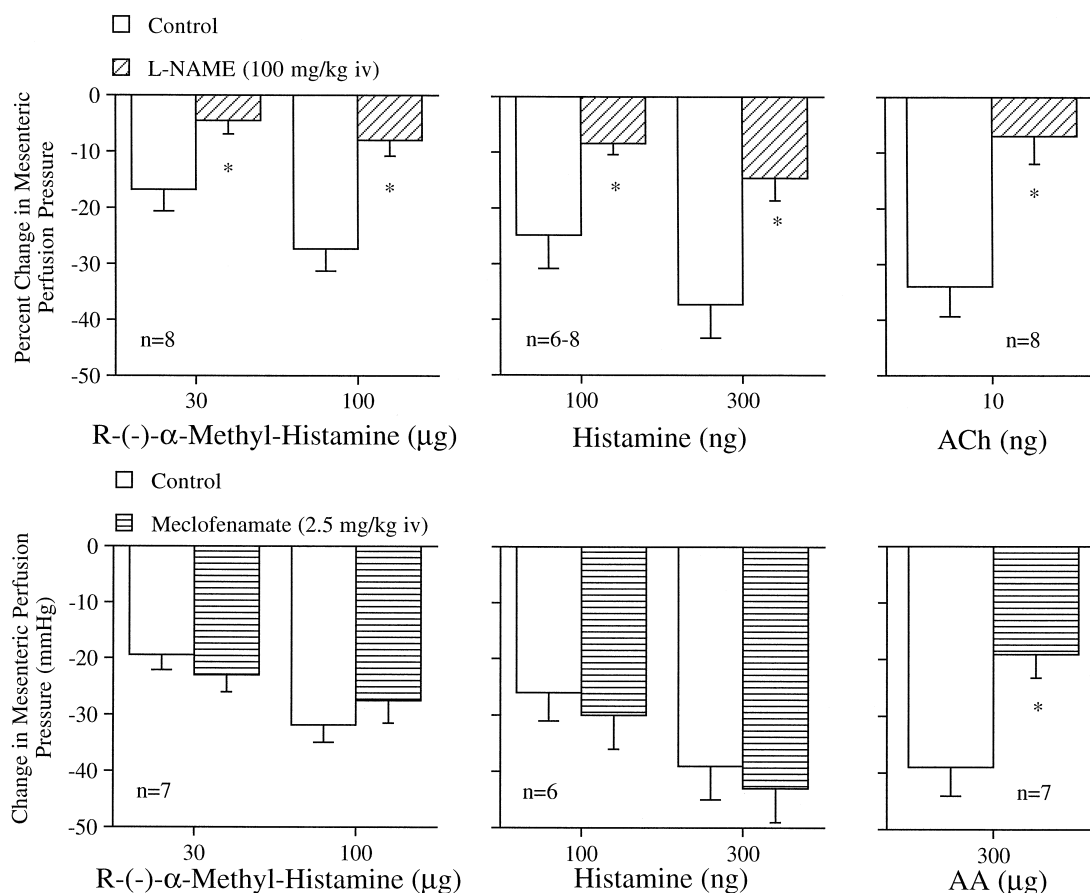 Control
L-NAME (100 mg/kg iv)
Percent Change in Mesenteric
Perfusion Pressure
0
-10
-20
-30
-40
-50
*
*
n=8
30
100
R-(-)-α-Methyl-Histamine (μg)
*
*
n=6-8
100
300
Histamine (ng)
*
n=8
10
ACh (ng)
Control
Meclofenamate (2.5 mg/kg iv)
Change in Mesenteric Perfusion
Pressure (mmHg)
0
-10
-20
-30
-40
-50
n=7
30
100
R-(-)-α-Methyl-Histamine (μg)
n=6
100
300
Histamine (ng)
*
n=7
300
AA (μg)